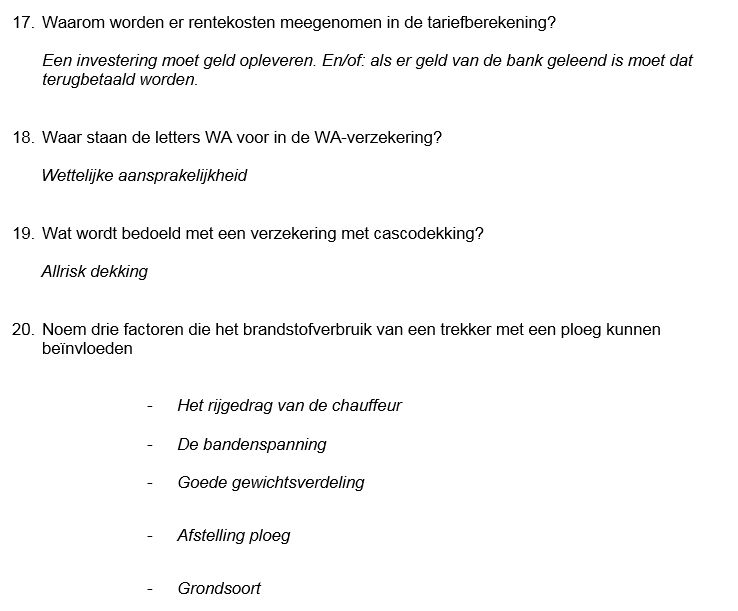 17. Waarom worden er rentekosten meegenomen in de tariefberekening?
Een investering moet geld opleveren. En/of: als er geld van de bank geleend is moet dat
terugbetaald worden.
18. Waar staan de letters WA voor in de WA-verzekering?
Wettelijke aansprakelijkheid
19. Wat wordt bedoeld met een verzekering met cascodekking?
Allrisk dekking
20. Noem drie factoren die het brandstofverbruik van een trekker met een ploeg kunnen
beïnvloeden
- Het rijgedrag van de chauffeur
- De bandenspanning
- Goede gewichtsverdeling
- Afstelling ploeg
- Grondsoort